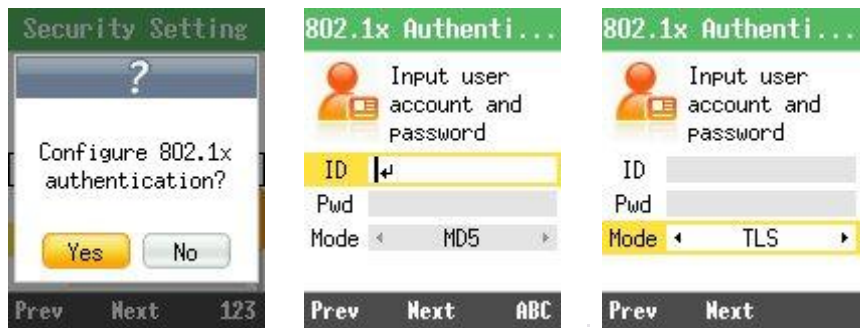 Security Setting
?
Configure 802.1x
authentication?
Yes No
Prev Next 123
802.1x Authenti...
Input user
account and
password
ID
Pwd
Mode MD5
Prev Next ABC
802.1x Authenti...
Input user
account and
password
ID
Pwd
Mode TLS
Prev Next